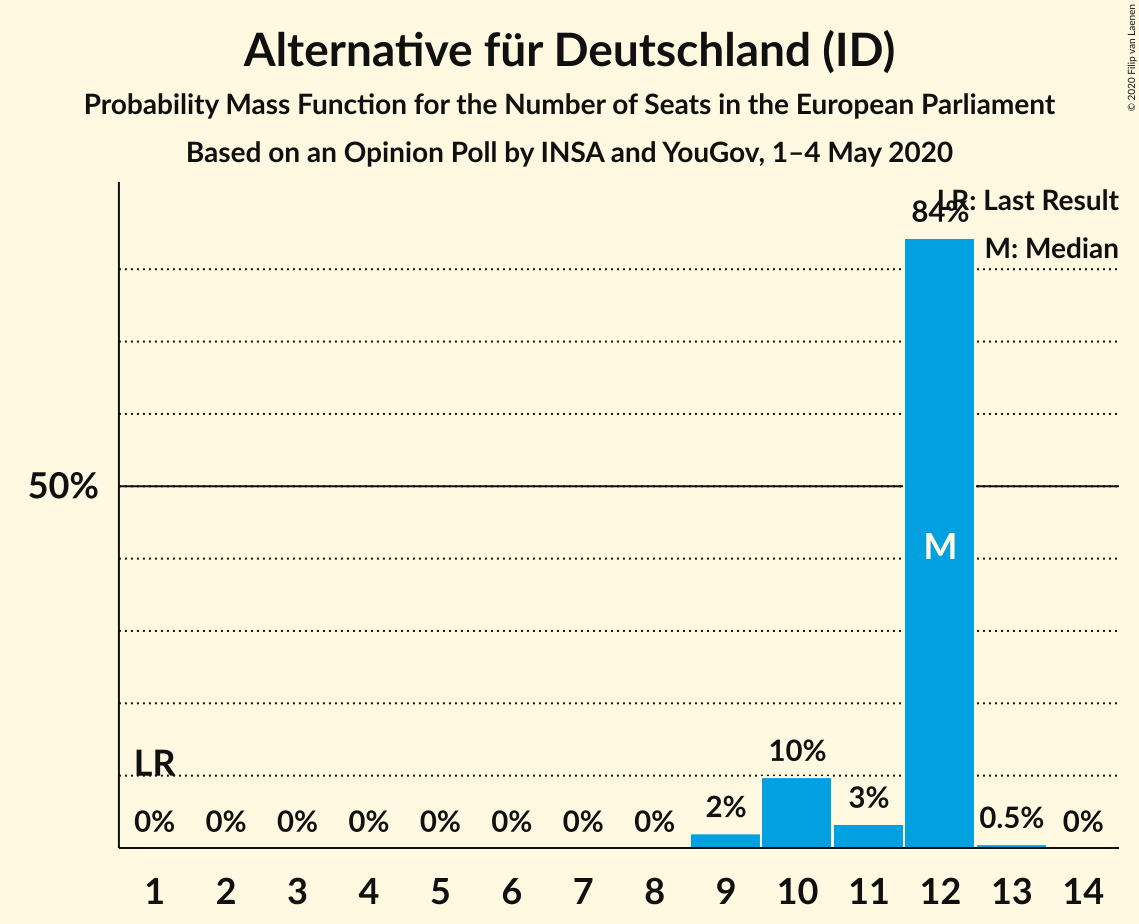 Alternative für Deutschland (ID)
Probability Mass Function for the Number of Seats in the European Parliament
Based on an Opinion Poll by INSA and YouGov, 1–4 May 2020
© 2020 Filip van Laenen
LR: Last Result
M: Median
84%
50%
M
LR
10%
0% 0% 0% 0% 0% 0% 0% 0% 2% 3% 0.5% 0%
1 2 3 4 5 6 7 8 9 10 11 12 13 14